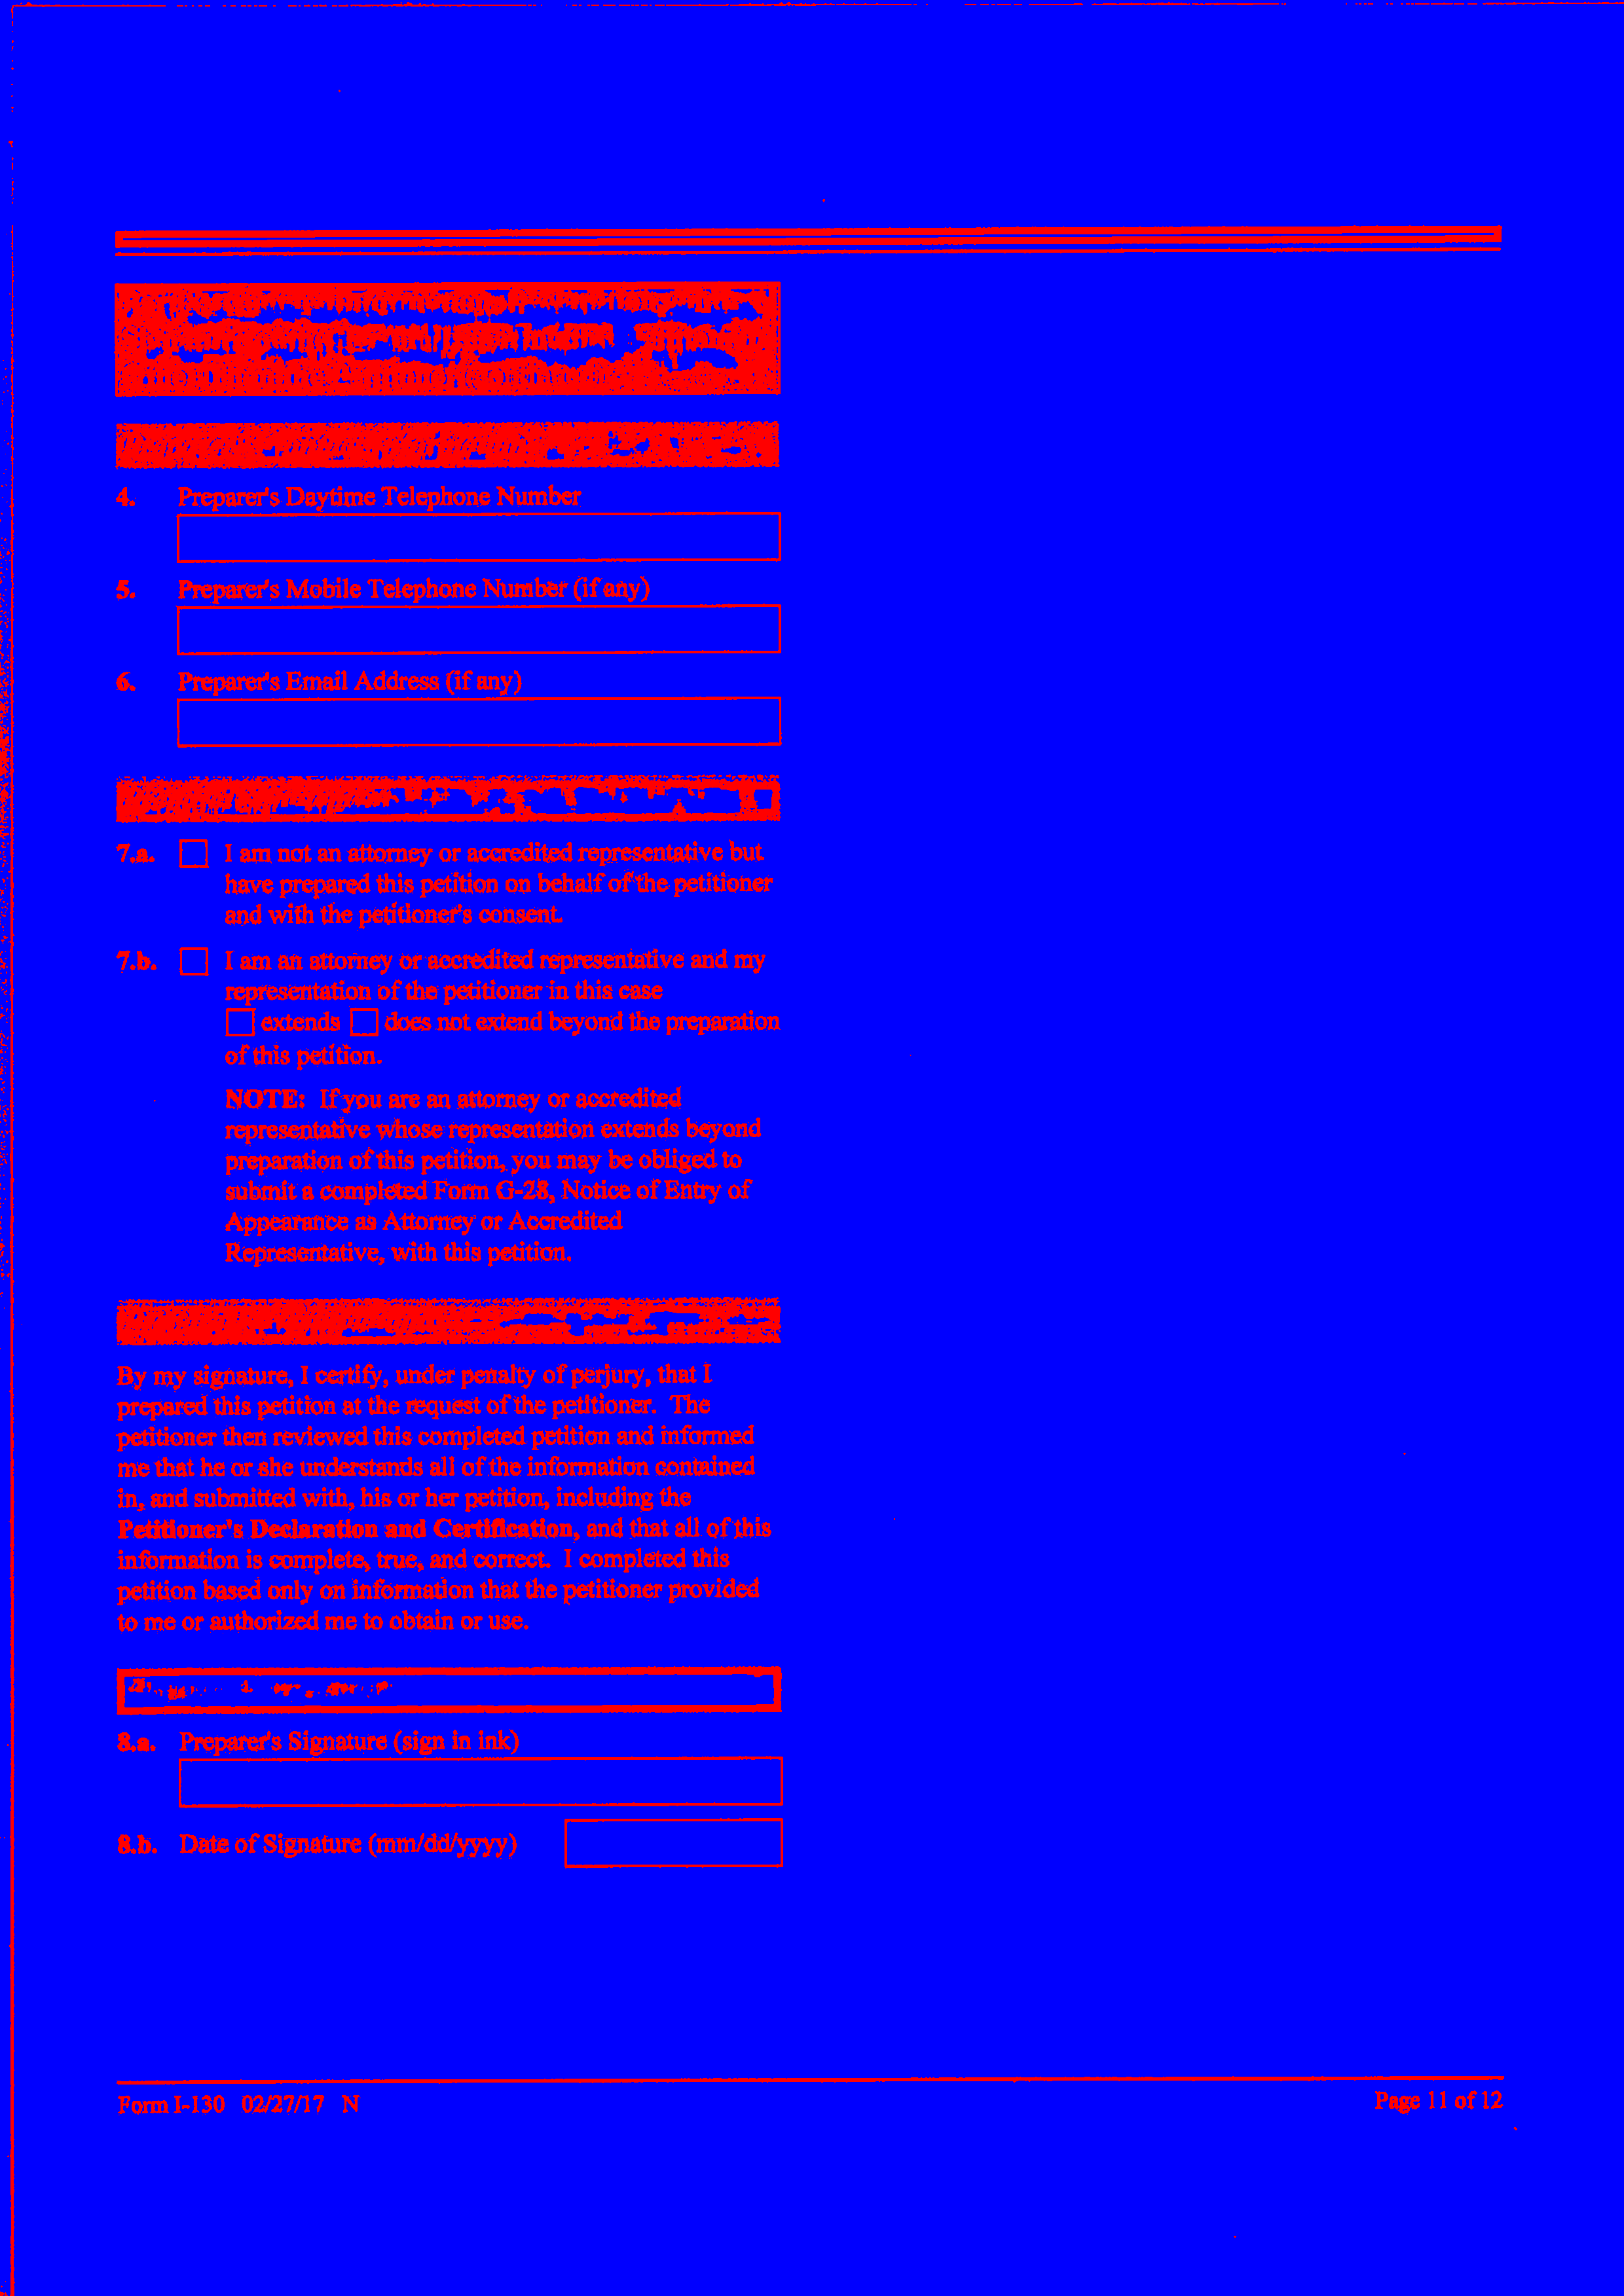 4. Preparer's Daytime Telephone Number
5. Preparer's Mobile Telephone Number (if any)
6. Preparer's Email Address (if any)
7.a. I am not an attorney or accredited representative but
have prepared this petition on behalf of the petitioner
and with the petitioner's consent.
7.b. I am an attorney or accredited representative and my
representation of the petitioner in this case
extends does not extend beyond the preparation
of this petition.
NOTE: If you are an attorney or accredited
representative whose representation extends beyond
preparation of this petition, you may be obliged to
submit a completed Form G-28, Notice of Entry of
Appearance as Attorney or Accredited
Representative, with this petition.
By my signature, I certify, under penalty of perjury, that I
prepared this petition at the request of the petitioner. The
petitioner then reviewed this completed petition and informed
me that he or she understands all of the information contained
in, and submitted with, his or her petition, including the
Petitioner's Declaration and Certification, and that all of this
information is complete, true, and correct. I completed this
petition based only on information that the petitioner provided
to me or authorized me to obtain or use.
8.a. Preparer's Signature (sign in ink)
8.b. Date of Signature (mm/dd/yyyy)
Form I-130 02/27/17 N
Page 11 of 12